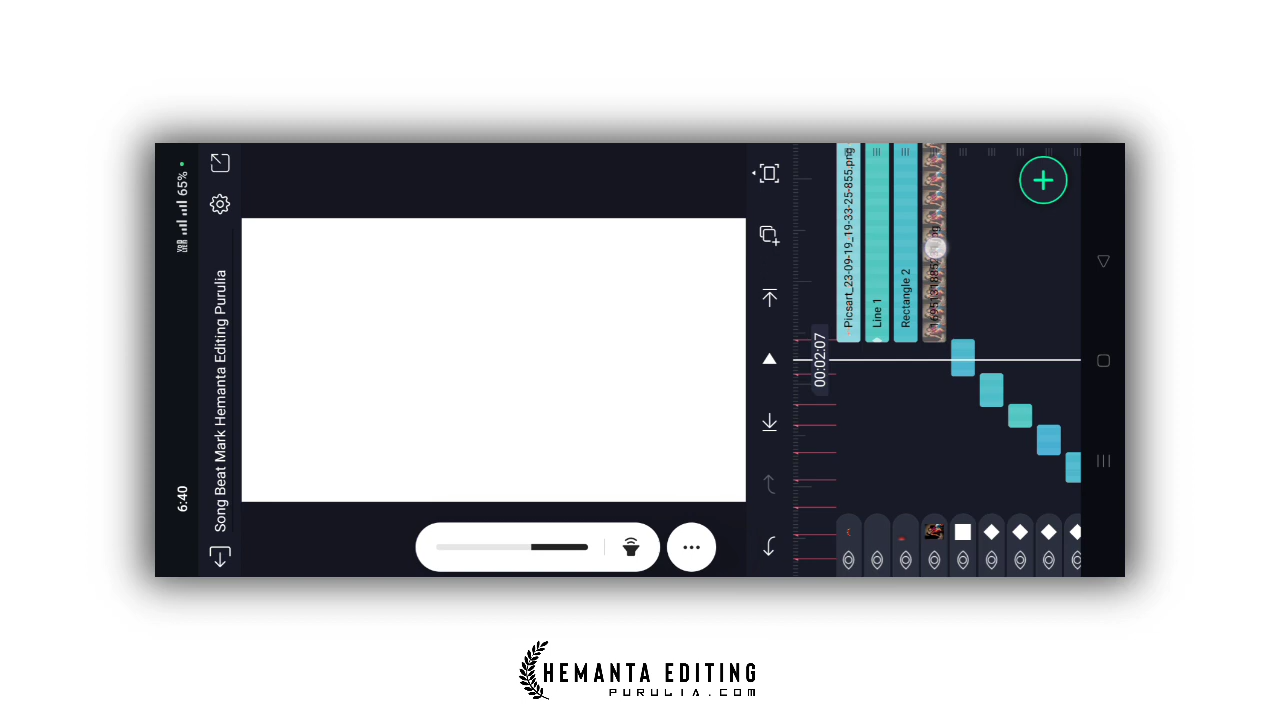 6:40
65%
Song Beat Mark Hemanta Editing Purulia
00:02:07
Picsart_23-09-19_19-33-25-855.png
Line 1
Rectangle 2
HEMANTA EDITING
PURULIA.COM